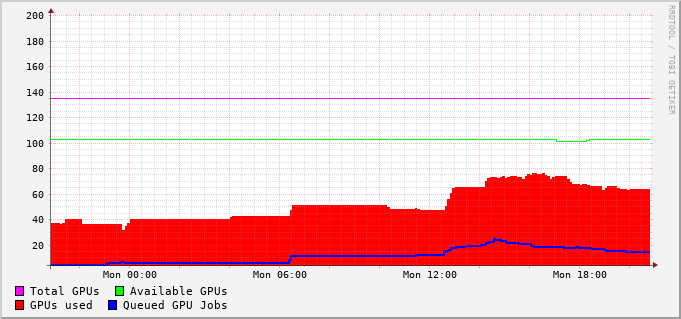 200
180
160
140
120
100
80
60
40
20
Mon 00:00 Mon 06:00 Mon 12:00 Mon 18:00
Total GPUs Available GPUs
GPUs used Queued GPU Jobs
RRDTOOL / TOBI OETIKER